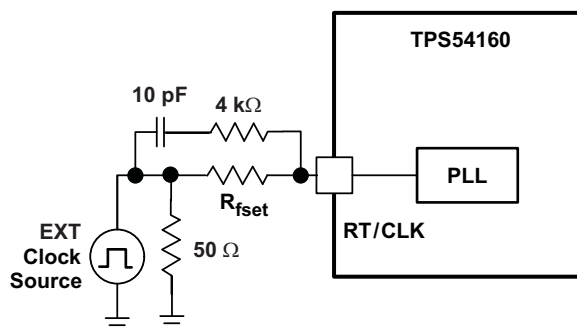 TPS54160
10 pF
4 kΩ
PLL
Rfset
RT/CLK
EXT
Clock
Source
50 Ω